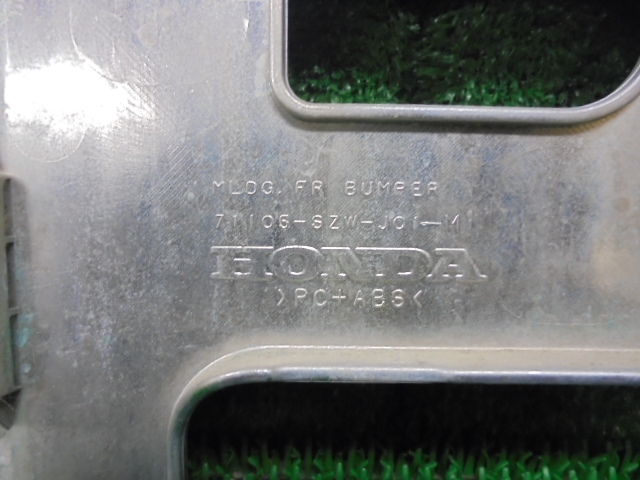 MLDG, FR BUMPER
71106-SZW-J01-M1
HONDA
>PC+ABS<